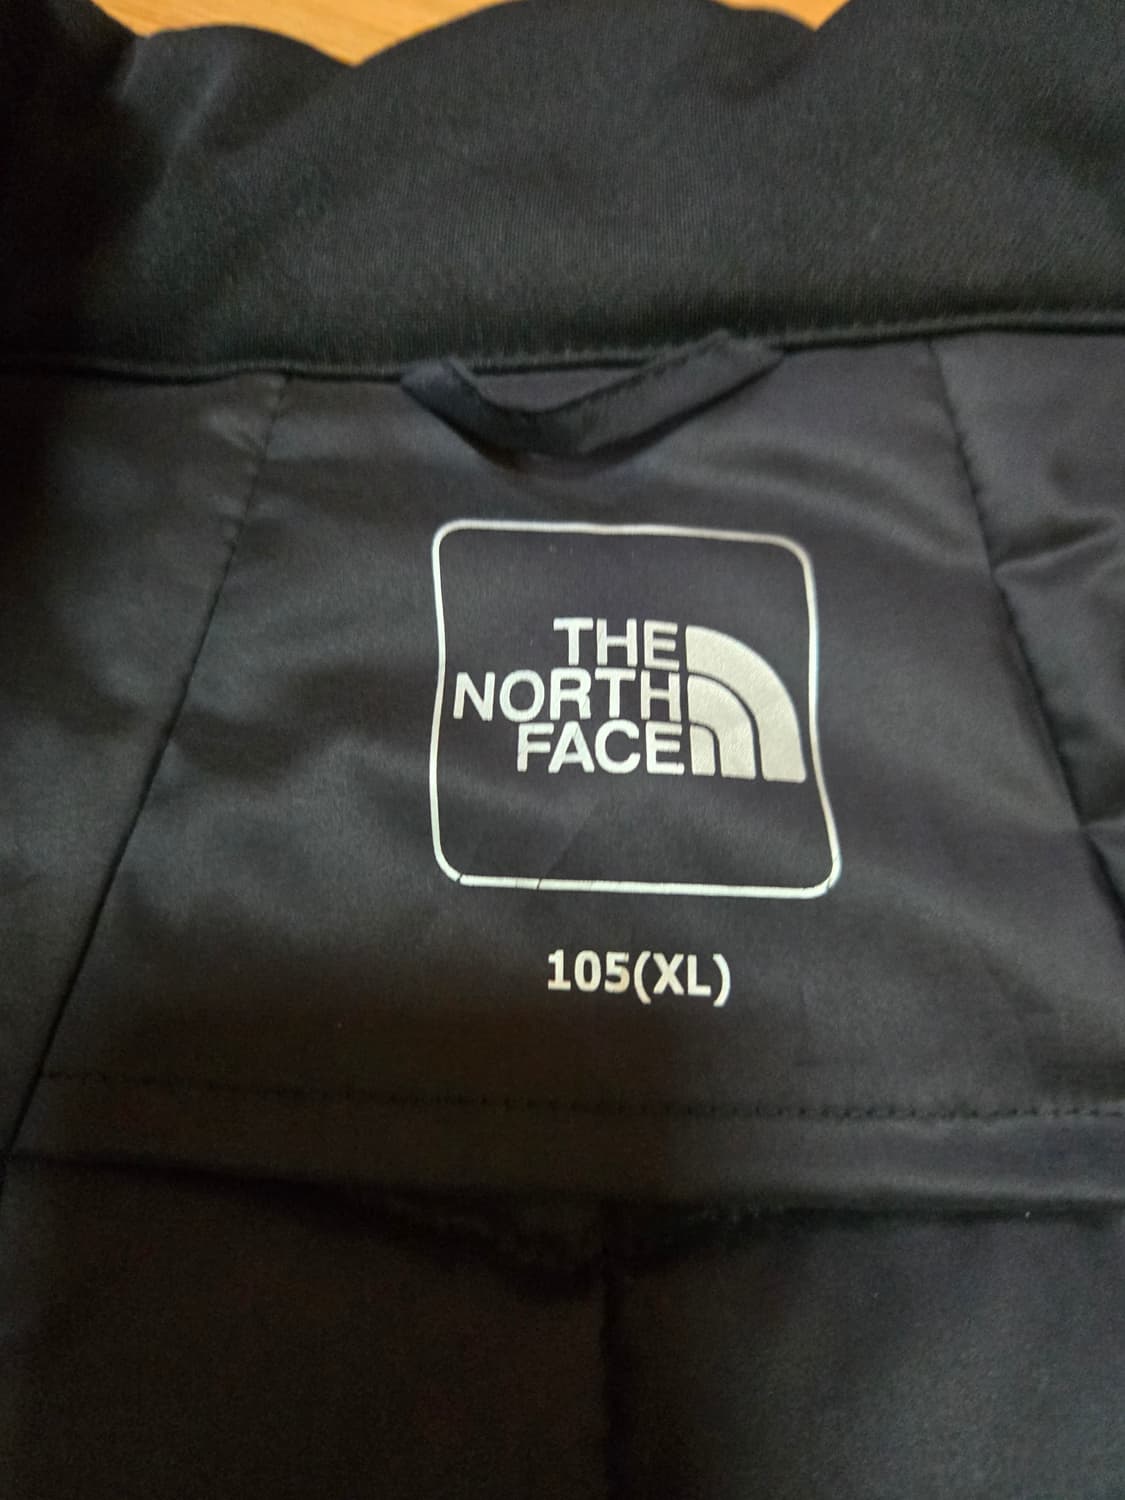 THE
NORTH
FACE
105(XL)